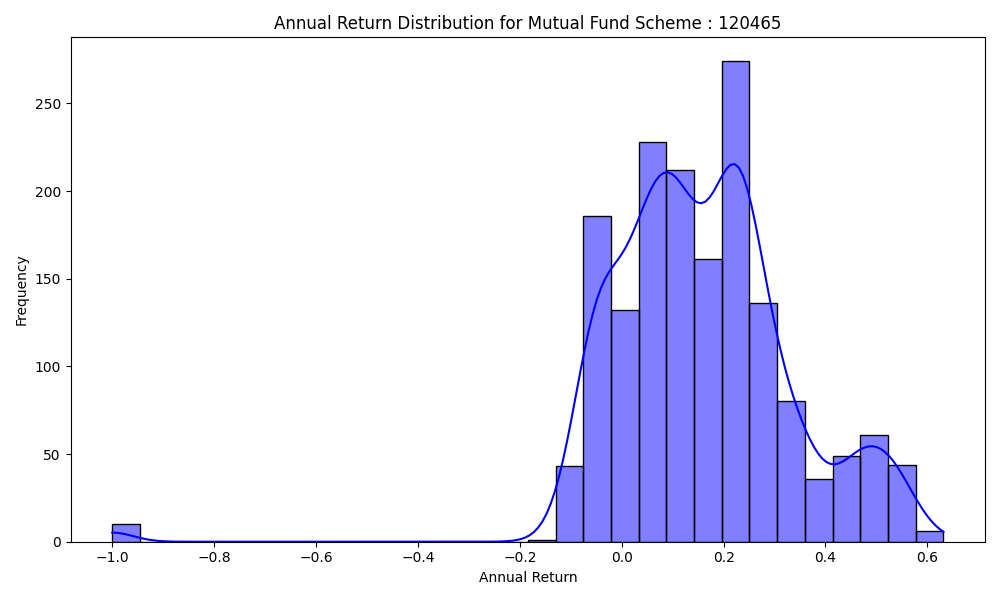 Annual Return Distribution for Mutual Fund Scheme : 120465
Frequency
250
200
150
100
50
0
−1.0 −0.8 −0.6 −0.4 −0.2 0.0 0.2 0.4 0.6
Annual Return